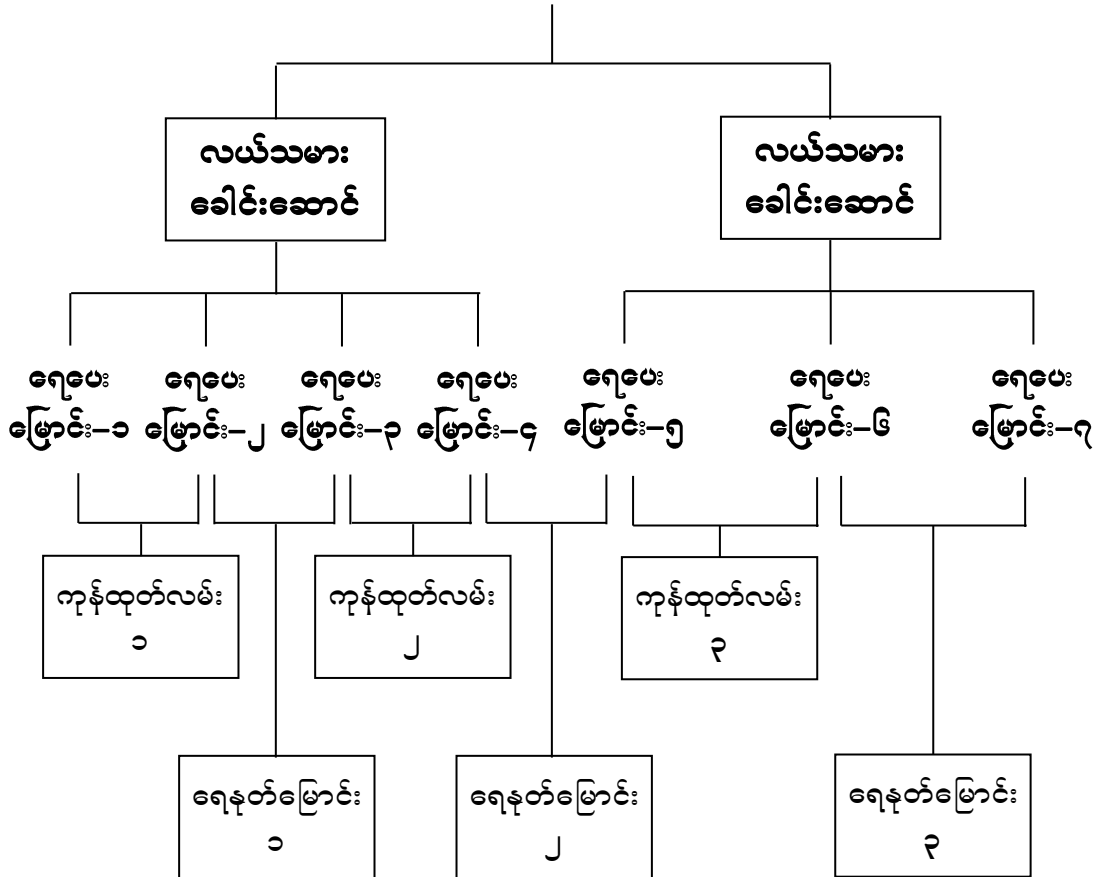 လယ်သမား
ခေါင်းဆောင်
လယ်သမား
ခေါင်းဆောင်
ရေပေး
မြောင်း–၁
ရေပေး
မြောင်း–၂
ရေပေး
မြောင်း–၃
ရေပေး
မြောင်း–၄
ရေပေး
မြောင်း–၅
ရေပေး
မြောင်း–၆
ရေပေး
မြောင်း–၇
ကုန်ထုတ်လမ်း
၁
ကုန်ထုတ်လမ်း
၂
ကုန်ထုတ်လမ်း
၃
ရေနုတ်မြောင်း
၁
ရေနုတ်မြောင်း
၂
ရေနုတ်မြောင်း
၃